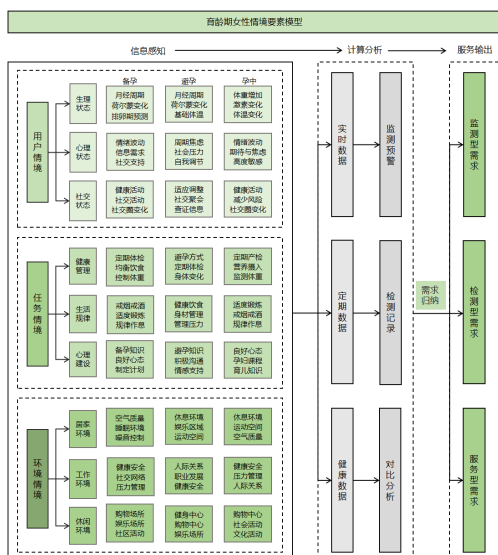 育龄期女性情境要素模型
信息感知
计算分析
服务输出
备孕
避孕
孕中
用户情境
生理
状态
月经周期
荷尔蒙变化
排卵期预测
月经周期
荷尔蒙变化
基础体温
体重增加
激素变化
体温变化
心理
状态
情绪波动
信息需求
社交支持
周期焦虑
社会压力
自我调节
情绪波动
期待与焦虑
高度敏感
社交
状态
健康活动
社交活动
社交圈变化
适应调整
社交聚会
查证信息
健康活动
减少风险
社交圈变化
任务情境
健康
管理
定期体检
均衡饮食
控制体重
避孕方式
定期体检
身体变化
定期产检
营养摄入
监测体重
生活
规律
戒烟戒酒
适度锻炼
规律作息
健康饮食
身材管理
管理压力
适度锻炼
戒烟戒酒
规律作息
心理
建设
备孕知识
良好心态
制定计划
避孕知识
积极沟通
情感支持
良好心态
孕妇课程
育儿知识
环境情境
居家
环境
空气质量
睡眠环境
噪音控制
休息环境
娱乐区域
运动空间
休息环境
运动空间
空气质量
工作
环境
健康安全
社交网络
压力管理
人际关系
职业发展
健康安全
健康安全
压力管理
人际关系
休闲
环境
购物场所
娱乐场所
社区活动
健身中心
购物中心
娱乐场所
购物中心
社会活动
文化活动
实时数据
监测预警
定期数据
检测记录
健康数据
对比分析
需求
归纳
监测型需求
检测型需求
服务型需求